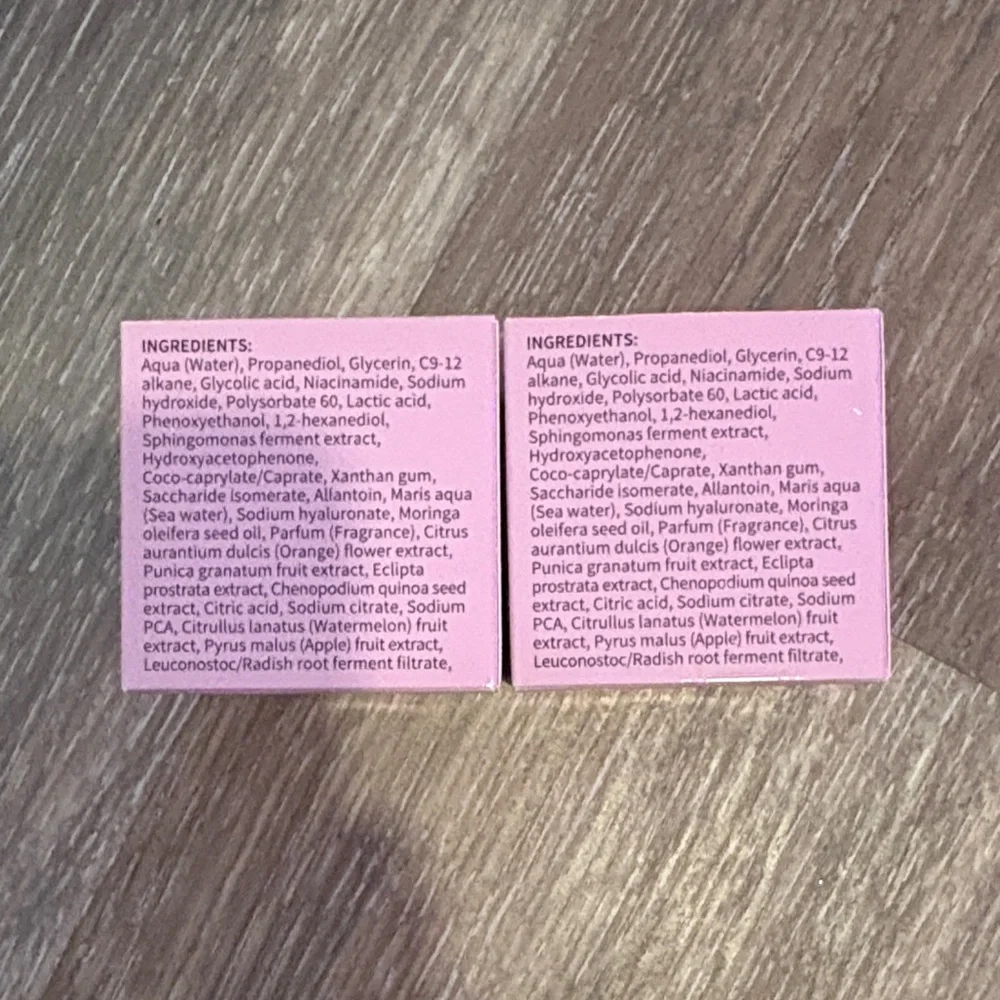 INGREDIENTS:
Aqua (Water), Propanediol, Glycerin, C9-12
alkane, Glycolic acid, Niacinamide, Sodium
hydroxide, Polysorbate 60, Lactic acid,
Phenoxyethanol, 1,2-hexanediol,
Sphingomonas ferment extract,
Hydroxyacetophenone,
Coco-caprylate/Caprate, Xanthan gum,
Saccharide isomerate, Allantoin, Maris aqua
(Sea water), Sodium hyaluronate, Moringa
oleifera seed oil, Parfum (Fragrance), Citrus
aurantium dulcis (Orange) flower extract,
Punica granatum fruit extract, Eclipta
prostrata extract, Chenopodium quinoa seed
extract, Citric acid, Sodium citrate, Sodium
PCA, Citrullus lanatus (Watermelon) fruit
extract, Pyrus malus (Apple) fruit extract,
Leuconostoc/Radish root ferment filtrate,
INGREDIENTS:
Aqua (Water), Propanediol, Glycerin, C9-12
alkane, Glycolic acid, Niacinamide, Sodium
hydroxide, Polysorbate 60, Lactic acid,
Phenoxyethanol, 1,2-hexanediol,
Sphingomonas ferment extract,
Hydroxyacetophenone,
Coco-caprylate/Caprate, Xanthan gum,
Saccharide isomerate, Allantoin, Maris aqua
(Sea water), Sodium hyaluronate, Moringa
oleifera seed oil, Parfum (Fragrance), Citrus
aurantium dulcis (Orange) flower extract,
Punica granatum fruit extract, Eclipta
prostrata extract, Chenopodium quinoa seed
extract, Citric acid, Sodium citrate, Sodium
PCA, Citrullus lanatus (Watermelon) fruit
extract, Pyrus malus (Apple) fruit extract,
Leuconostoc/Radish root ferment filtrate,